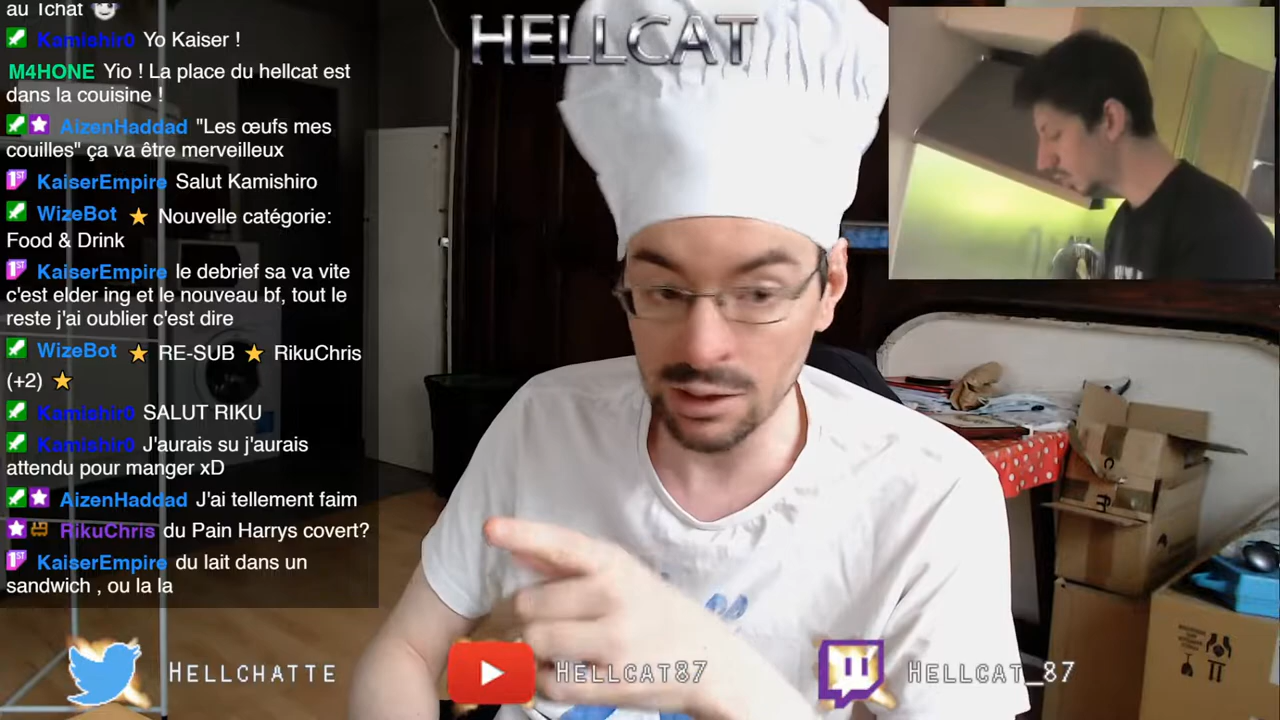 au Tchat
Kamishir0 Yo Kaiser !
M4HONE Yio ! La place du hellcat est
dans la couisine !
AizenHaddad "Les œufs mes
couilles" ça va être merveilleux
KaiserEmpire Salut Kamishiro
WizeBot Nouvelle catégorie:
Food & Drink
KaiserEmpire le debrief sa va vite
c'est elder ing et le nouveau bf, tout le
reste j'ai oublier c'est dire
WizeBot RE-SUB RikuChris
(+2)
Kamishir0 SALUT RIKU
Kamishir0 J'aurais su j'aurais
attendu pour manger xD
AizenHaddad J'ai tellement faim
RikuChris du Pain Harrys covert?
KaiserEmpire du lait dans un
sandwich , ou la la
HELLCAT
HELLCHATTE
HELLCAT87
HELLCAT_87